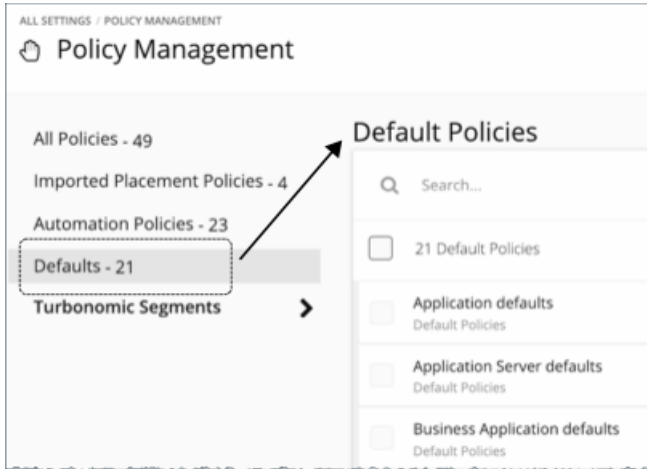 ALL SETTINGS / POLICY MANAGEMENT
Policy Management
All Policies - 49
Imported Placement Policies - 4
Automation Policies - 23
Defaults - 21
Turbonomic Segments
Default Policies
Search...
21 Default Policies
Application defaults
Default Policies
Application Server defaults
Default Policies
Business Application defaults
Default Policies